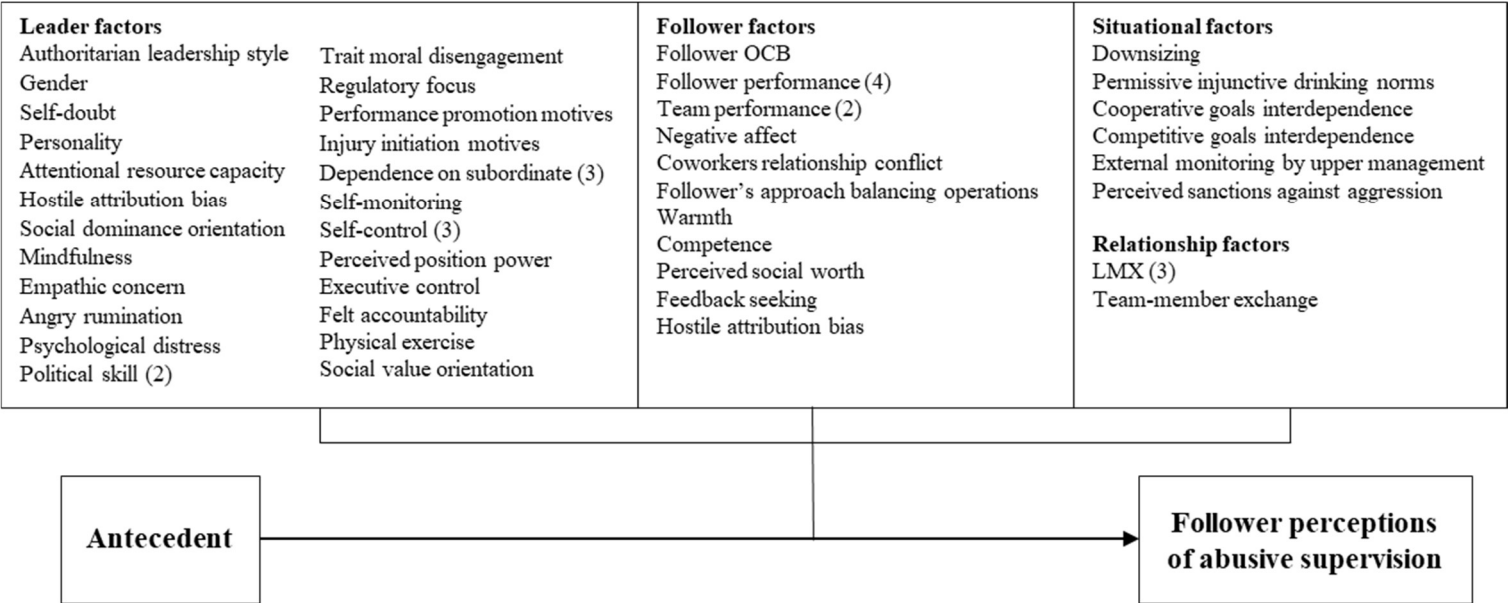 Leader factors
Authoritarian leadership style
Gender
Self-doubt
Personality
Attentional resource capacity
Hostile attribution bias
Social dominance orientation
Mindfulness
Empathic concern
Angry rumination
Psychological distress
Political skill (2)
Trait moral disengagement
Regulatory focus
Performance promotion motives
Injury initiation motives
Dependence on subordinate (3)
Self-monitoring
Self-control (3)
Perceived position power
Executive control
Felt accountability
Physical exercise
Social value orientation
Follower factors
Follower OCB
Follower performance (4)
Team performance (2)
Negative affect
Coworkers relationship conflict
Follower’s approach balancing operations
Warmth
Competence
Perceived social worth
Feedback seeking
Hostile attribution bias
Situational factors
Downsizing
Permissive injunctive drinking norms
Cooperative goals interdependence
Competitive goals interdependence
External monitoring by upper management
Perceived sanctions against aggression
Relationship factors
LMX (3)
Team-member exchange
Antecedent
Follower perceptions
of abusive supervision